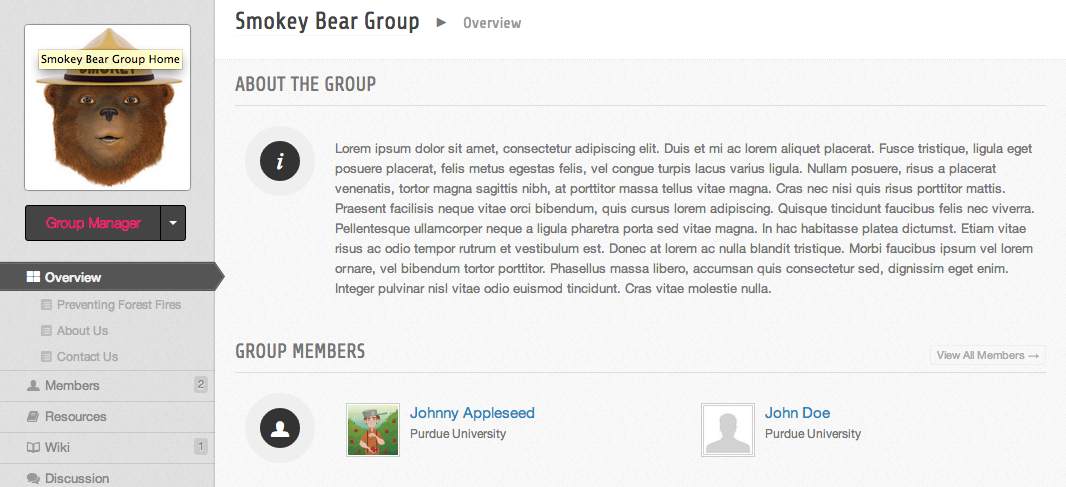 Smokey Bear Group ► Overview
Smokey Bear Group Home
SMOKEY
Group Manager
Overview
Preventing Forest Fires
About Us
Contact Us
Members 2
Resources
Wiki 1
Discussion
ABOUT THE GROUP
i
Lorem ipsum dolor sit amet, consectetur adipiscing elit. Duis et mi ac lorem aliquet placerat. Fusce tristique, ligula eget
posuere placerat, felis metus egestas felis, vel congue turpis lacus varius ligula. Nullam posuere, risus a placerat
venenatis, tortor magna sagittis nibh, at porttitor massa tellus vitae magna. Cras nec nisi quis risus porttitor mattis.
Praesent facilisis neque vitae orci bibendum, quis cursus lorem adipiscing. Quisque tincidunt faucibus felis nec viverra.
Pellentesque ullamcorper neque a ligula pharetra porta sed vitae magna. In hac habitasse platea dictumst. Etiam vitae
risus ac odio tempor rutrum et vestibulum est. Donec at lorem ac nulla blandit tristique. Morbi faucibus ipsum vel lorem
ornare, vel bibendum tortor porttitor. Phasellus massa libero, accumsan quis consectetur sed, dignissim eget enim.
Integer pulvinar nisl vitae odio euismod tincidunt. Cras vitae molestie nulla.
GROUP MEMBERS
View All Members →
Johnny Appleseed
Purdue University
John Doe
Purdue University